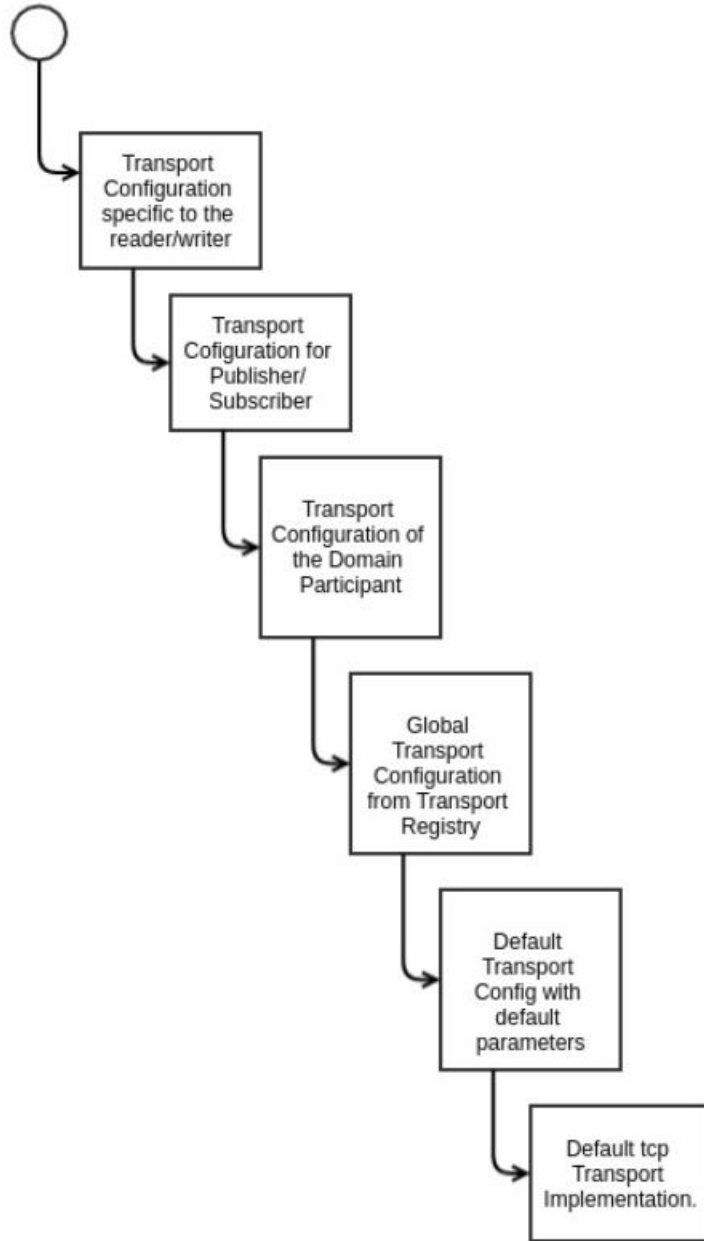 Transport
Configuration
specific to the
reader/writer
Transport
Cofiguration for
Publisher/
Subscriber
Transport
Configuration of
the Domain
Participant
Global
Transport
Configuration
from Transport
Registry
Default
Transport
Config with
default
parameters
Default tcp
Transport
Implementation.